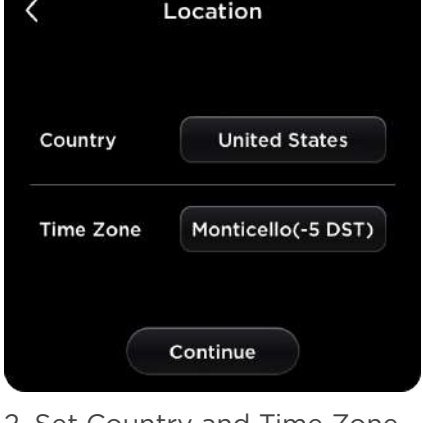 Location
Country United States
Time Zone Monticello(-5 DST)
Continue
2. Set Country and Time Zone